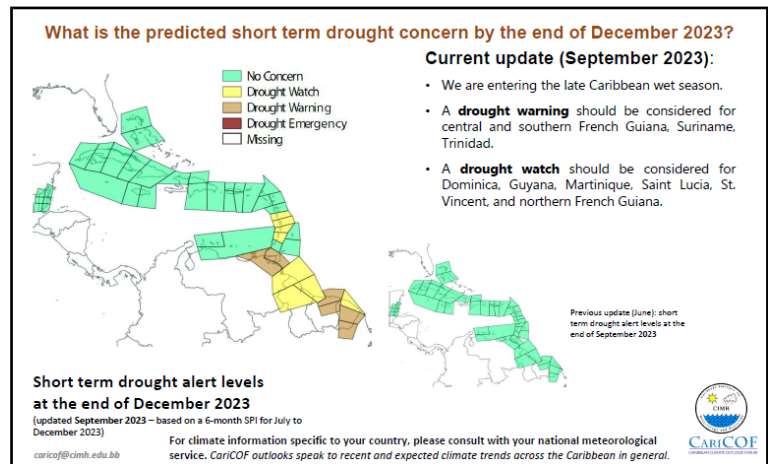 What is the predicted short term drought concern by the end of December 2023?
No Concern
Drought Watch
Drought Warning
Drought Emergency
Missing
Current update (September 2023):
• We are entering the late Caribbean wet season.
• A drought warning should be considered for
central and southern French Guiana, Suriname,
Trinidad.
• A drought watch should be considered for
Dominica, Guyana, Martinique, Saint Lucia, St.
Vincent, and northern French Guiana.
Previous update (June): short
term drought alert levels at the
end of September 2023
Short term drought alert levels
at the end of December 2023
(updated September 2023 – based on a 6-month SPI for July to
December 2023)
caricof@cimh.edu.bb
For climate information specific to your country, please consult with your national meteorological
service. CariCOF outlooks speak to recent and expected climate trends across the Caribbean in general.
CIMH
CARICOF
CARIBBEAN CLIMATE OUTLOOK FORUM